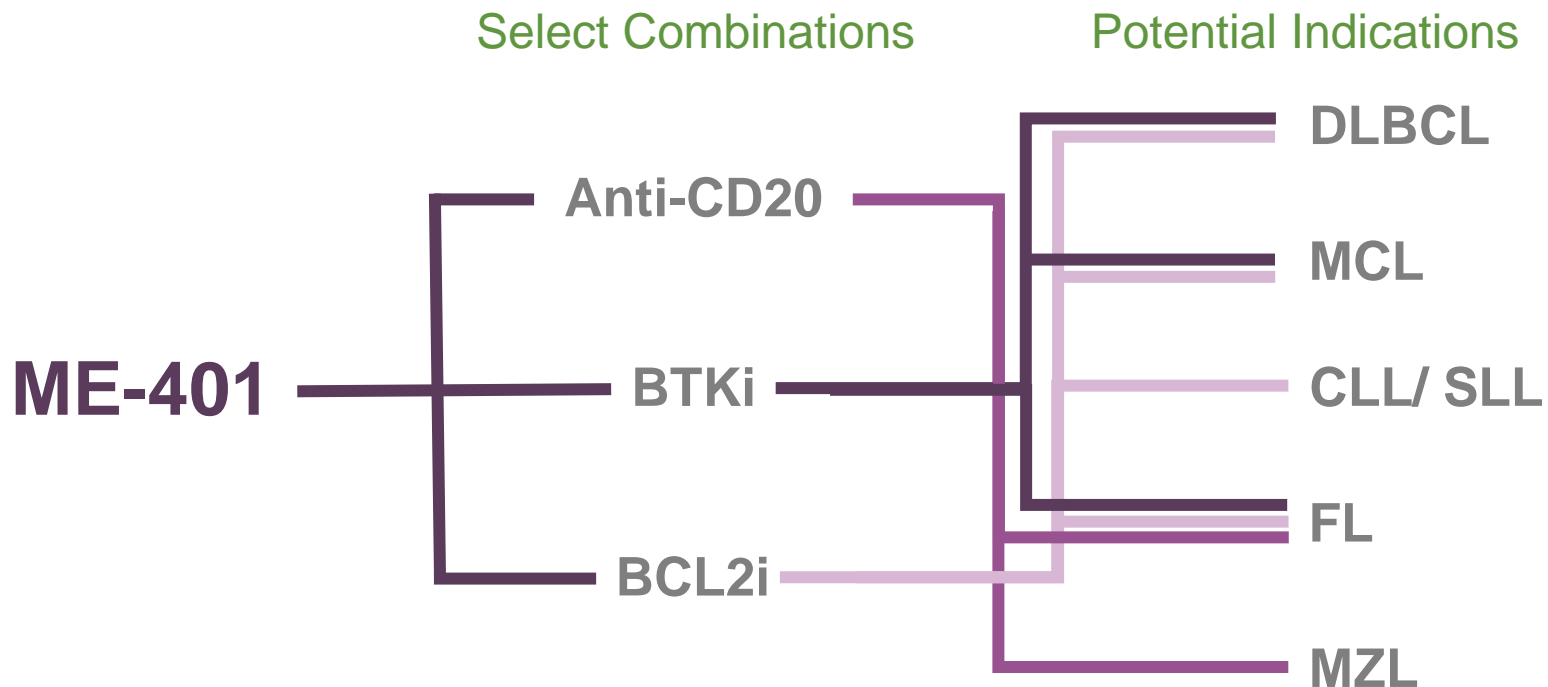 Select Combinations
Potential Indications
ME-401
Anti-CD20
BTKi
BCL2i
DLBCL
MCL
CLL/ SLL
FL
MZL